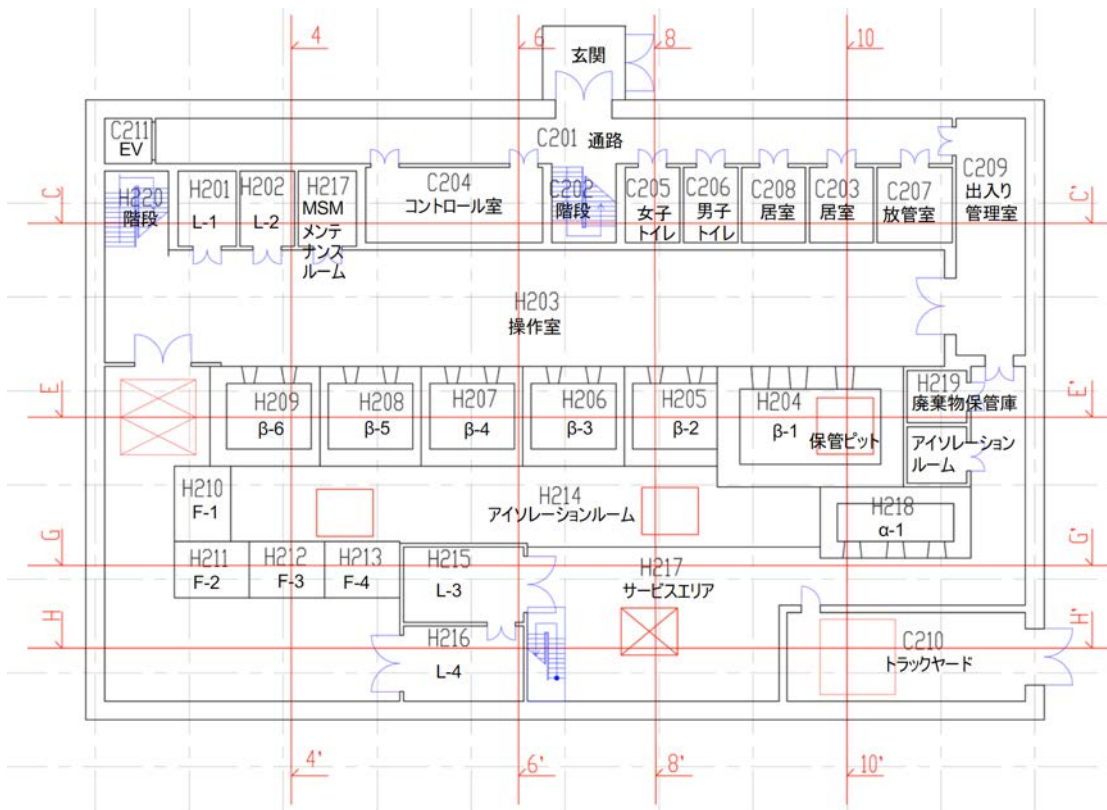 4
6
8
10
玄関
C211
EV
C201 通路
H220
階段
H201
L-1
H202
L-2
H217
MSM
メンテ
ナンス
ルーム
C204
コントロール室
C202
階段
C205
女子
トイレ
C206
男子
トイレ
C208
居室
C203
居室
C207
放管室
C209
出入り
管理室
C
C'
H203
操作室
E
E'
H209
β-6
H208
β-5
H207
β-4
H206
β-3
H205
β-2
H204
β-1
保管ピット
H219
廃棄物保管庫
アイソレーション
ルーム
H210
F-1
H214
アイソレーションルーム
H218
α-1
G
G'
H211
F-2
H212
F-3
H213
F-4
H215
L-3
H217
サービスエリア
H
H'
H216
L-4
C210
トラックヤード
4'
6'
8'
10'